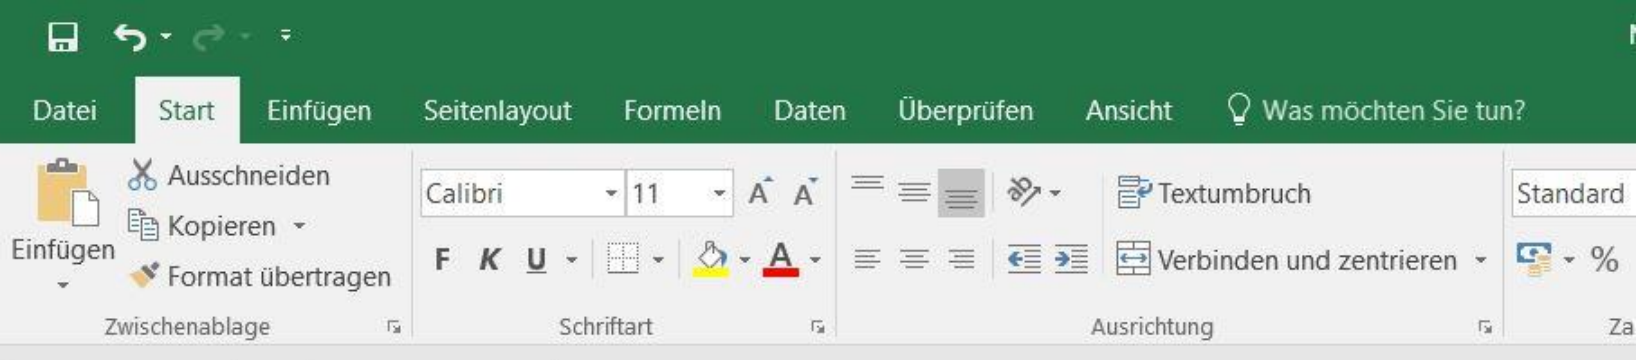 Datei Start Einfügen Seitenlayout Formeln Daten Überprüfen Ansicht Was möchten Sie tun?
Ausschneiden
Kopieren
Format übertragen
Einfügen
Zwischenablage
Calibri 11 A A
F K U A
Schriftart
Textumbruch
Verbinden und zentrieren
Ausrichtung
Standard
%